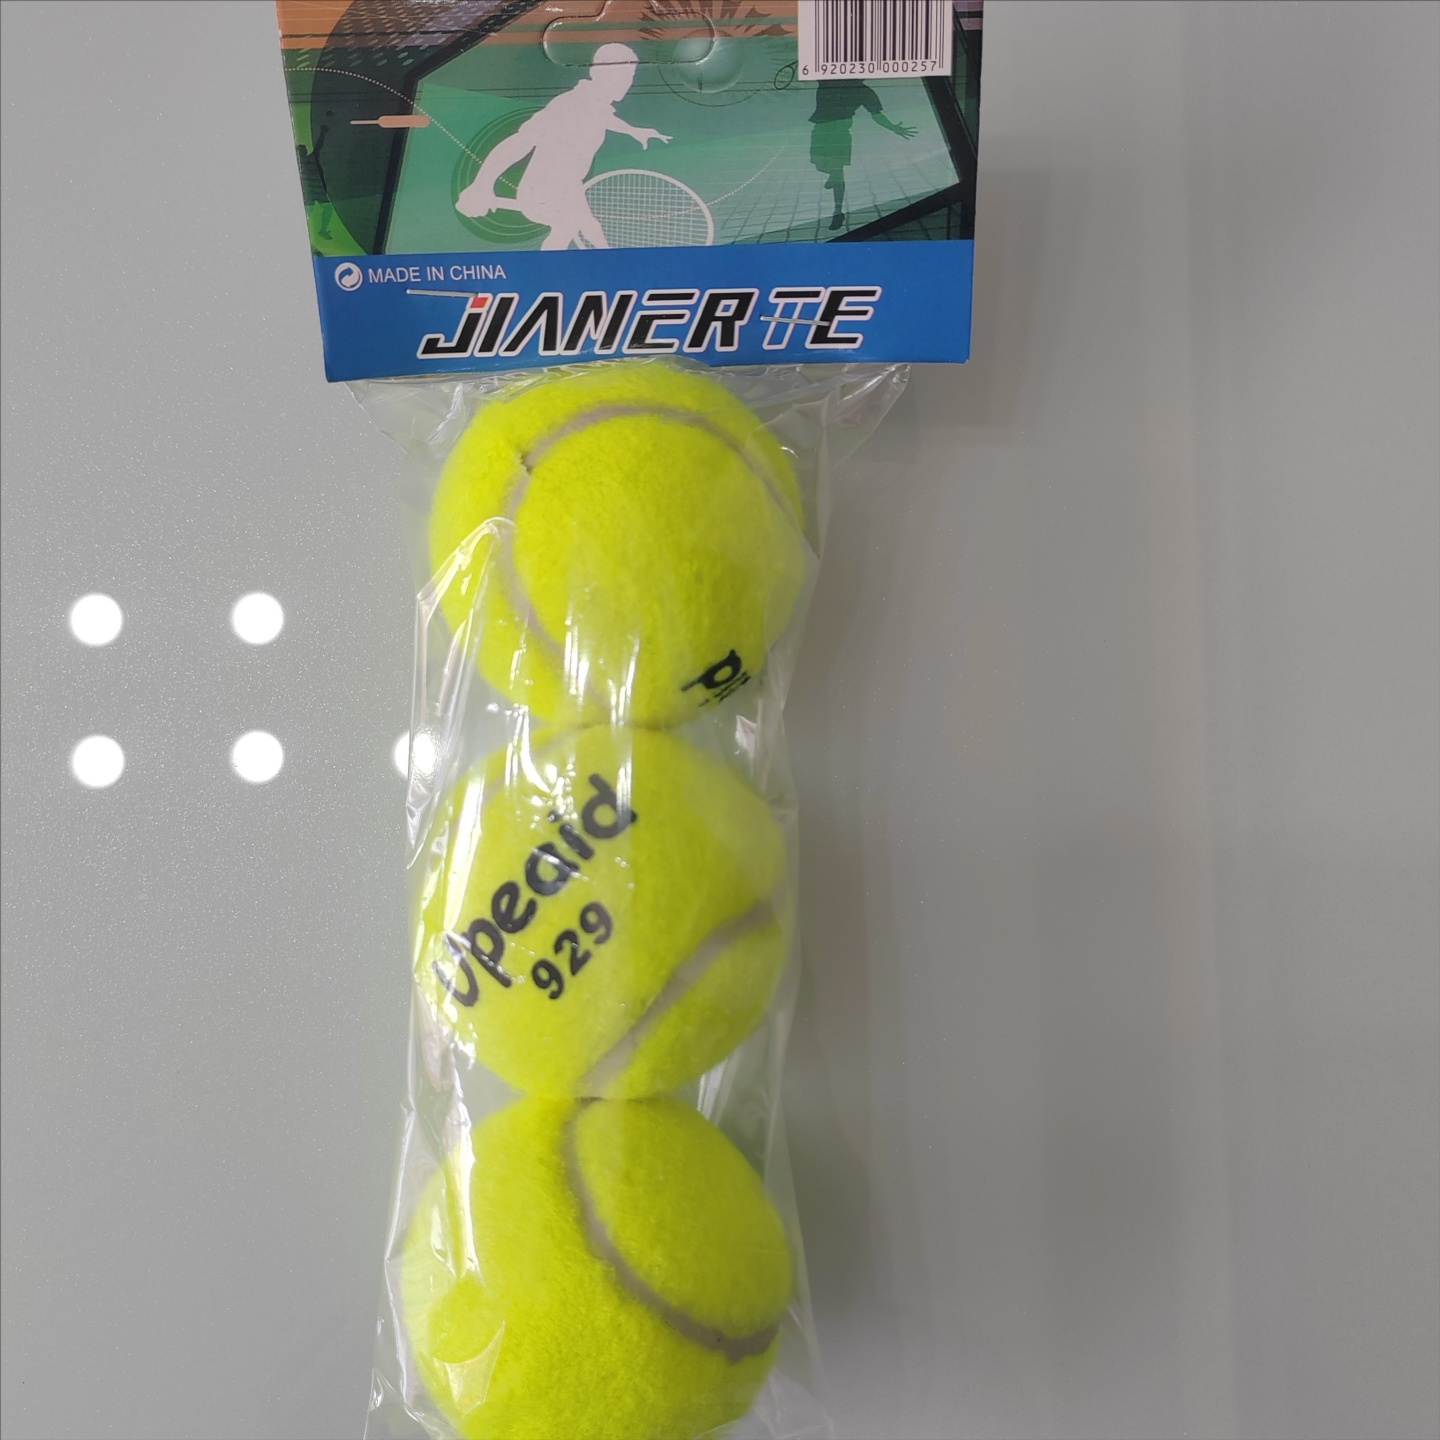 6 920230 000257
MADE IN CHINA
JIANERTE
Upeaid
929